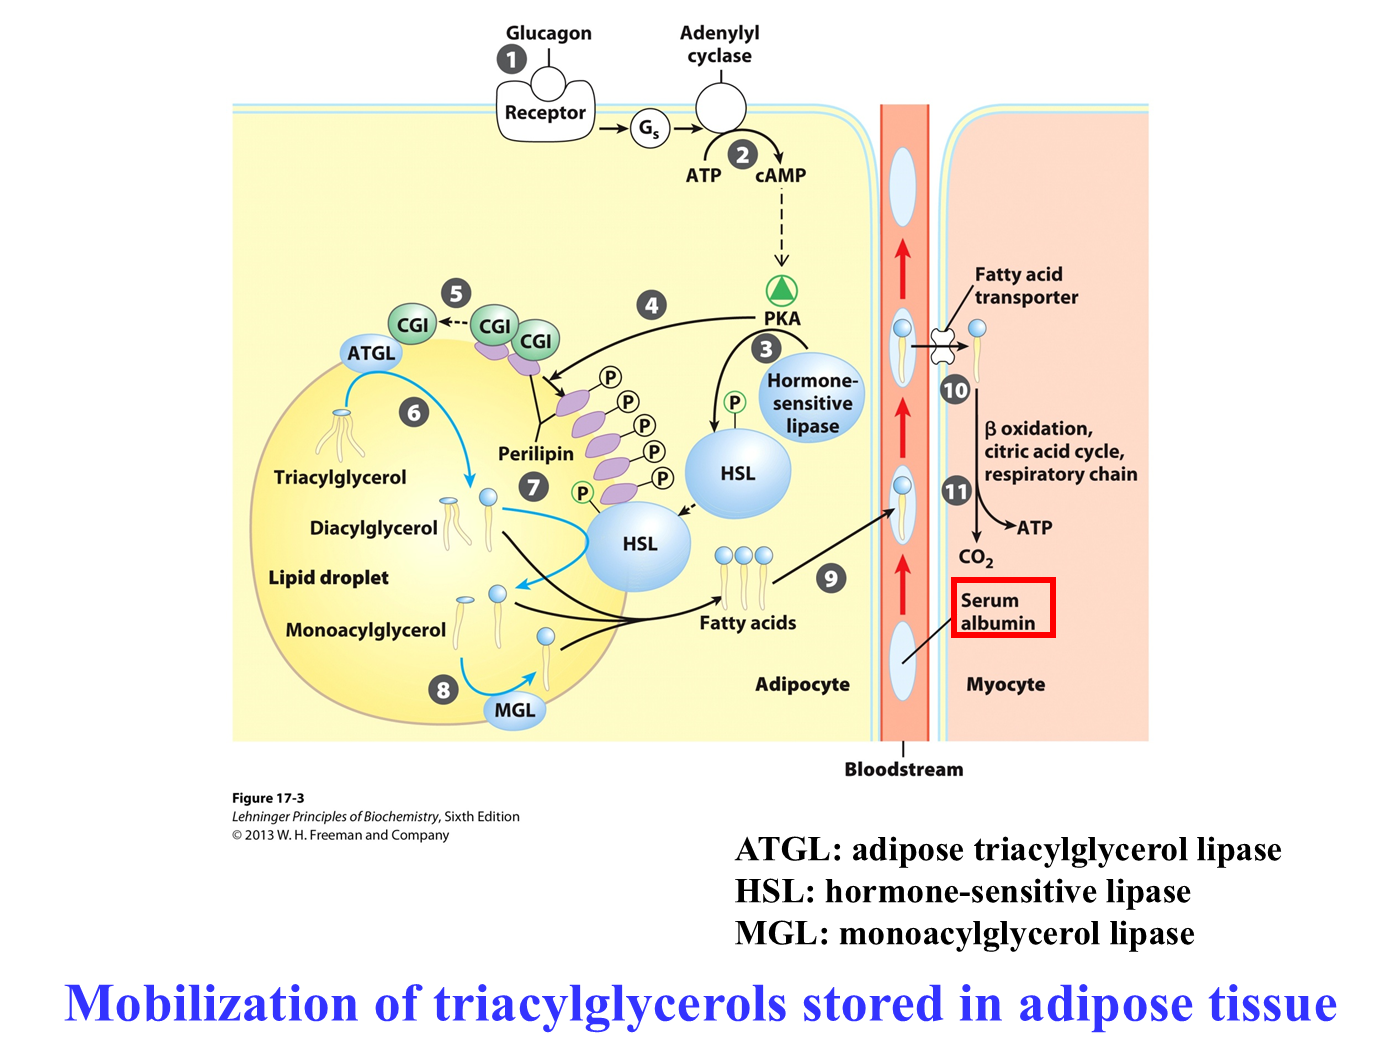 Glucagon
1
Receptor
Gs
Adenylyl
cyclase
2
ATP
cAMP
PKA
3
4
Hormone-
sensitive
lipase
P
HSL
5
CGI
CGI
CGI
ATGL
6
P
P
P
P
P
Perilipin
7
P
HSL
Triacylglycerol
Diacylglycerol
Lipid droplet
Monoacylglycerol
8
MGL
Fatty acids
9
Adipocyte
Fatty acid
transporter
10
β oxidation,
citric acid cycle,
respiratory chain
11
ATP
CO2
Serum
albumin
Myocyte
Bloodstream
Figure 17-3
Lehninger Principles of Biochemistry, Sixth Edition
© 2013 W. H. Freeman and Company
ATGL: adipose triacylglycerol lipase
HSL: hormone-sensitive lipase
MGL: monoacylglycerol lipase
Mobilization of triacylglycerols stored in adipose tissue